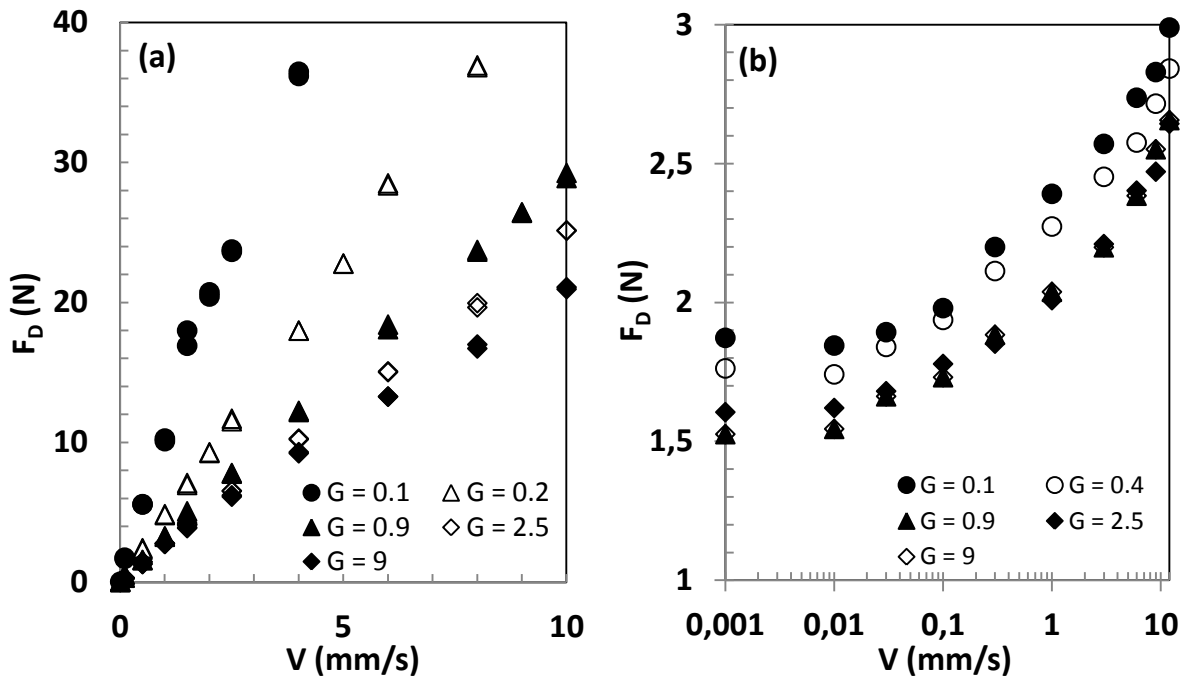 (a)
F_D (N)
40
30
20
10
0
G = 0.1 G = 0.2
G = 0.9 G = 2.5
G = 9
0 5 10
V (mm/s)
(b)
F_D (N)
3
2,5
2
1,5
1
G = 0.1 G = 0.4
G = 0.9 G = 2.5
G = 9
0,001 0,01 0,1 1 10
V (mm/s)